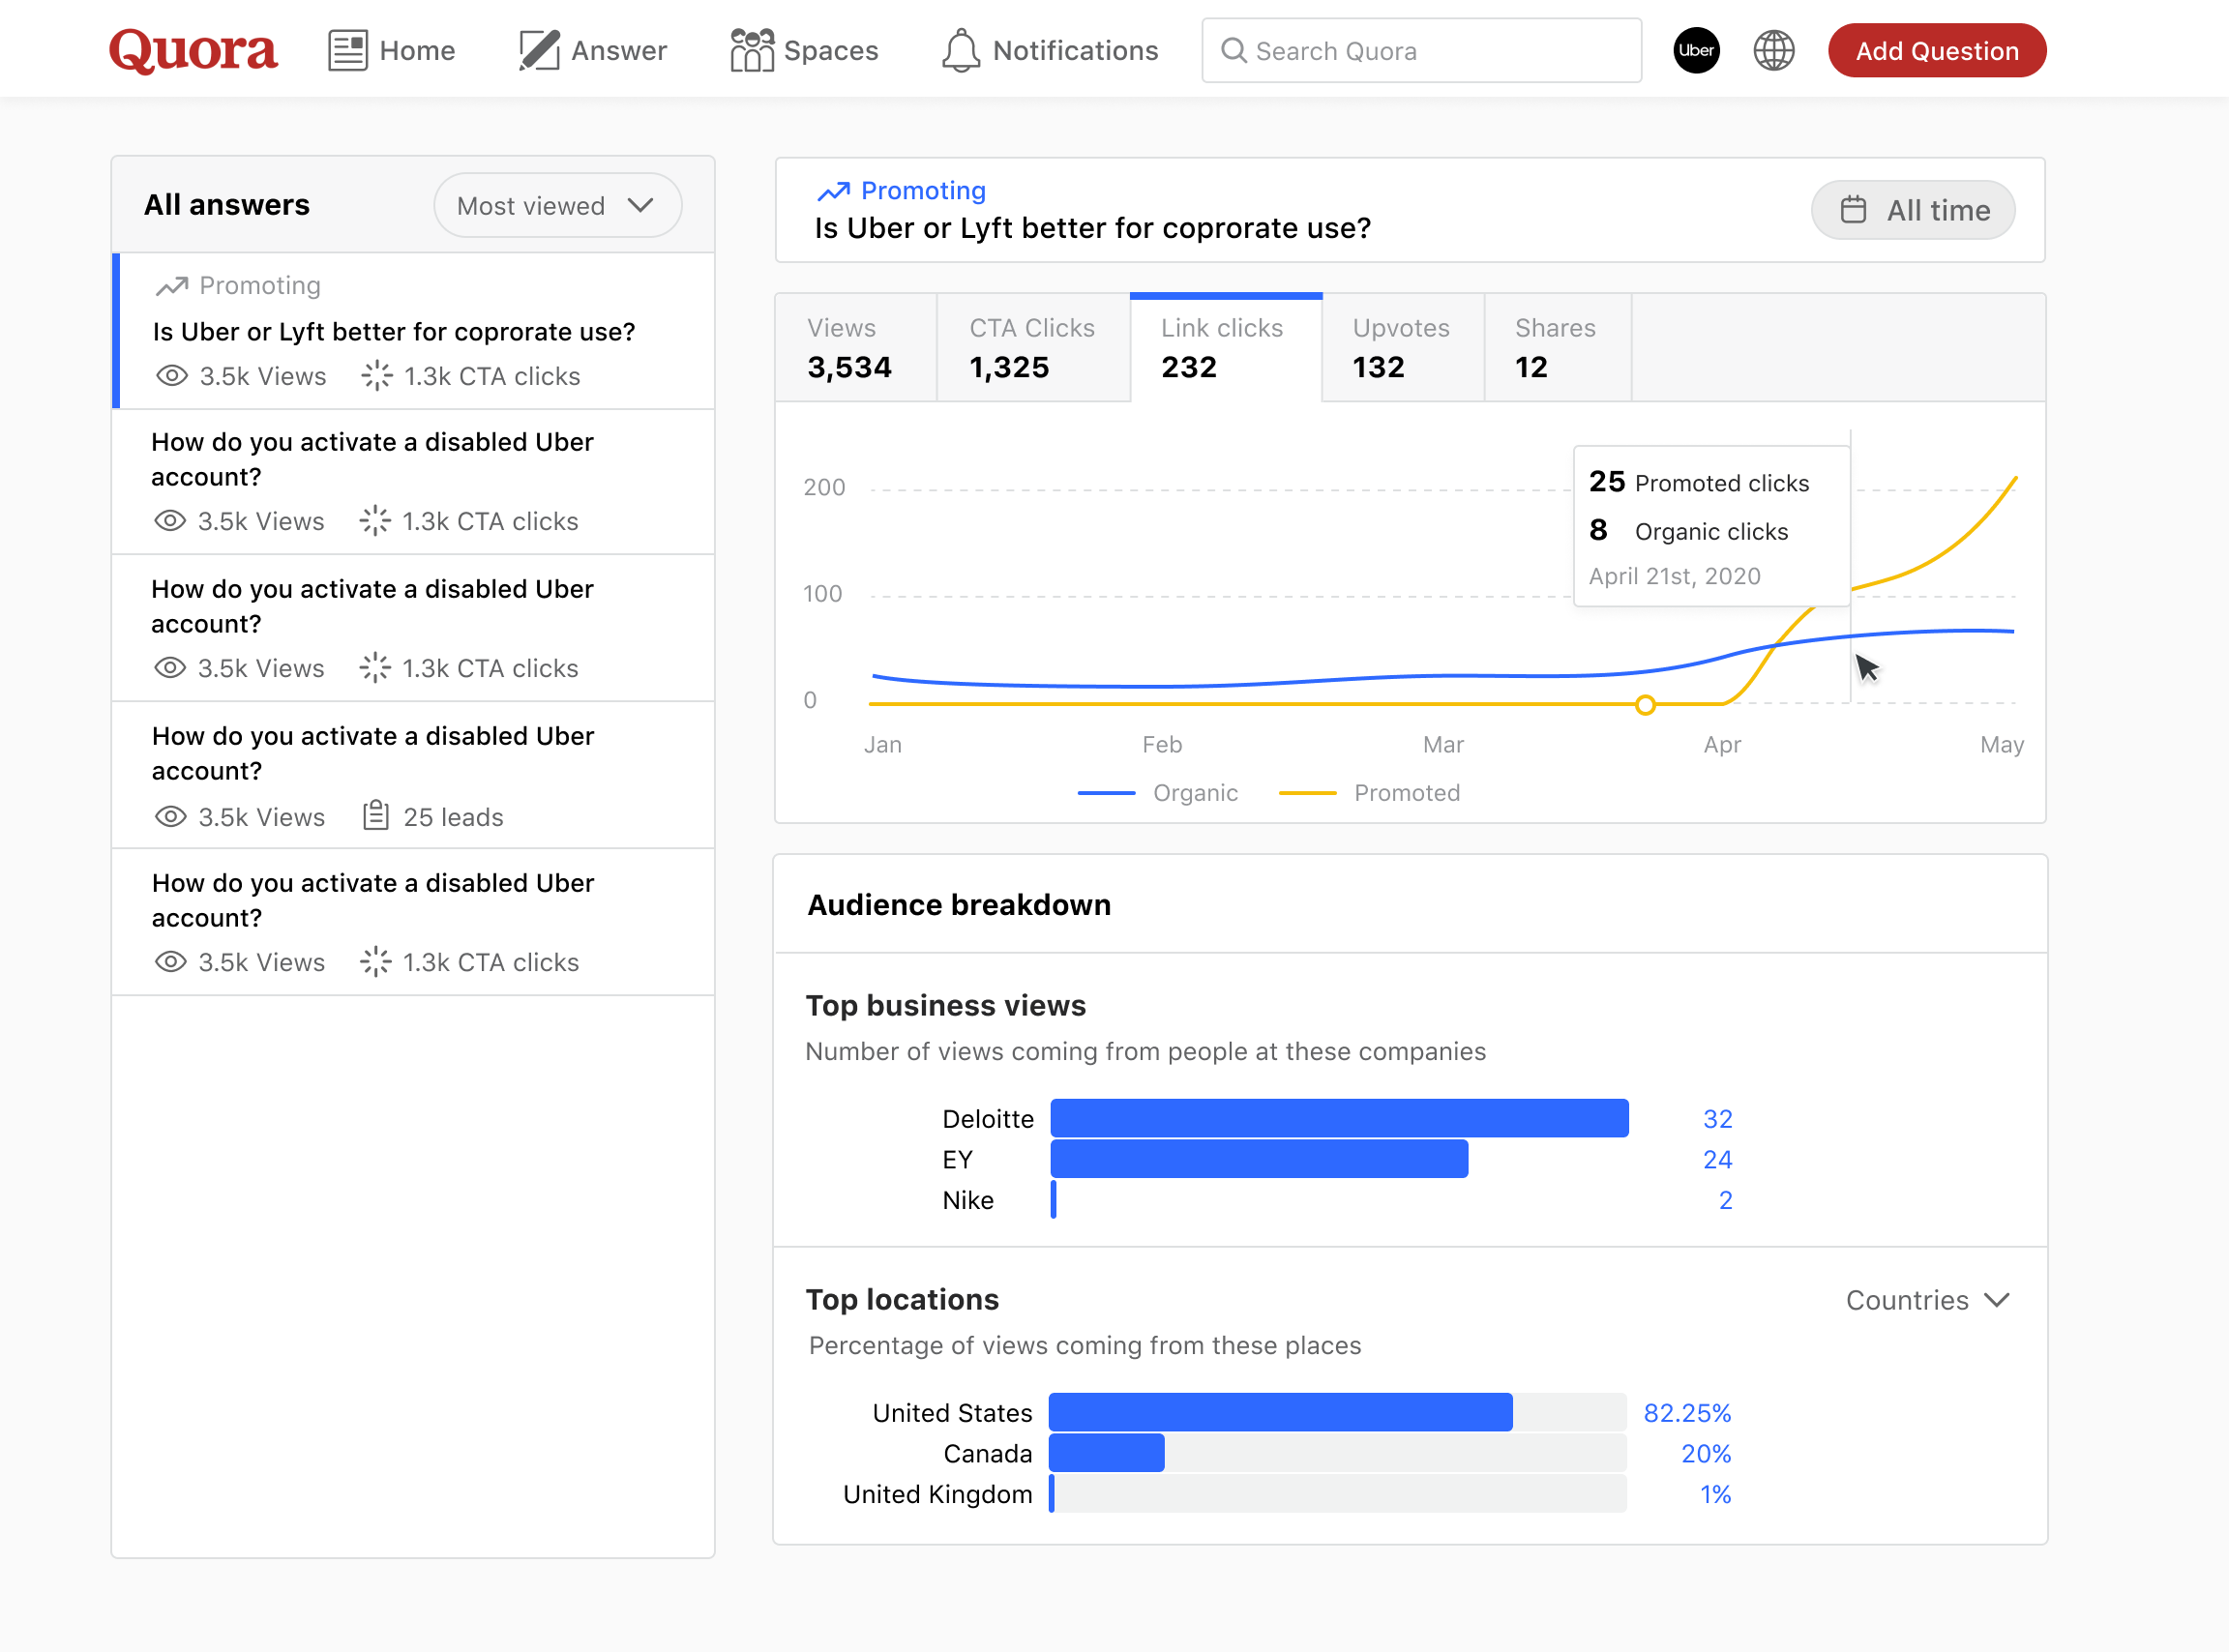 Quora
Home
Answer
Spaces
Notifications
Search Quora
Uber
Add Question
All answers
Most viewed
Promoting
Is Uber or Lyft better for coprorate use?
3.5k Views 1.3k CTA clicks
How do you activate a disabled Uber
account?
3.5k Views 1.3k CTA clicks
How do you activate a disabled Uber
account?
3.5k Views 1.3k CTA clicks
How do you activate a disabled Uber
account?
3.5k Views 25 leads
How do you activate a disabled Uber
account?
3.5k Views 1.3k CTA clicks
Promoting
Is Uber or Lyft better for coprorate use?
All time
Views
3,534
CTA Clicks
1,325
Link clicks
232
Upvotes
132
Shares
12
200
100
0
25 Promoted clicks
8 Organic clicks
April 21st, 2020
Jan Feb Mar Apr May
Organic Promoted
Audience breakdown
Top business views
Number of views coming from people at these companies
Deloitte 32
EY 24
Nike 2
Top locations
Countries
Percentage of views coming from these places
United States 82.25%
Canada 20%
United Kingdom 1%